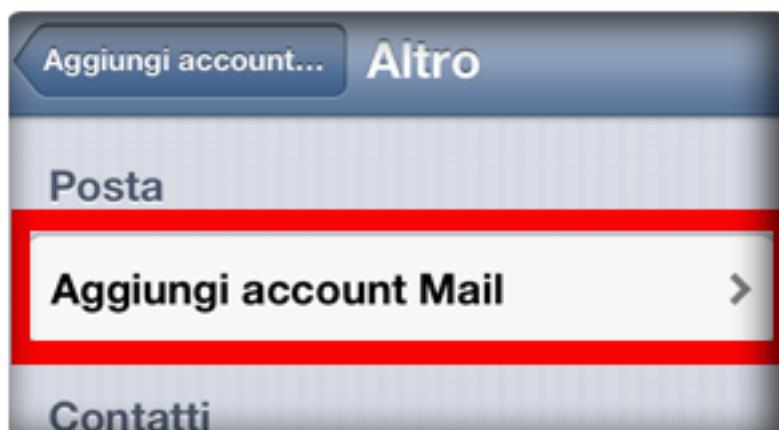 Aggiungi account...
Altro
Posta
Aggiungi account Mail
Contatti